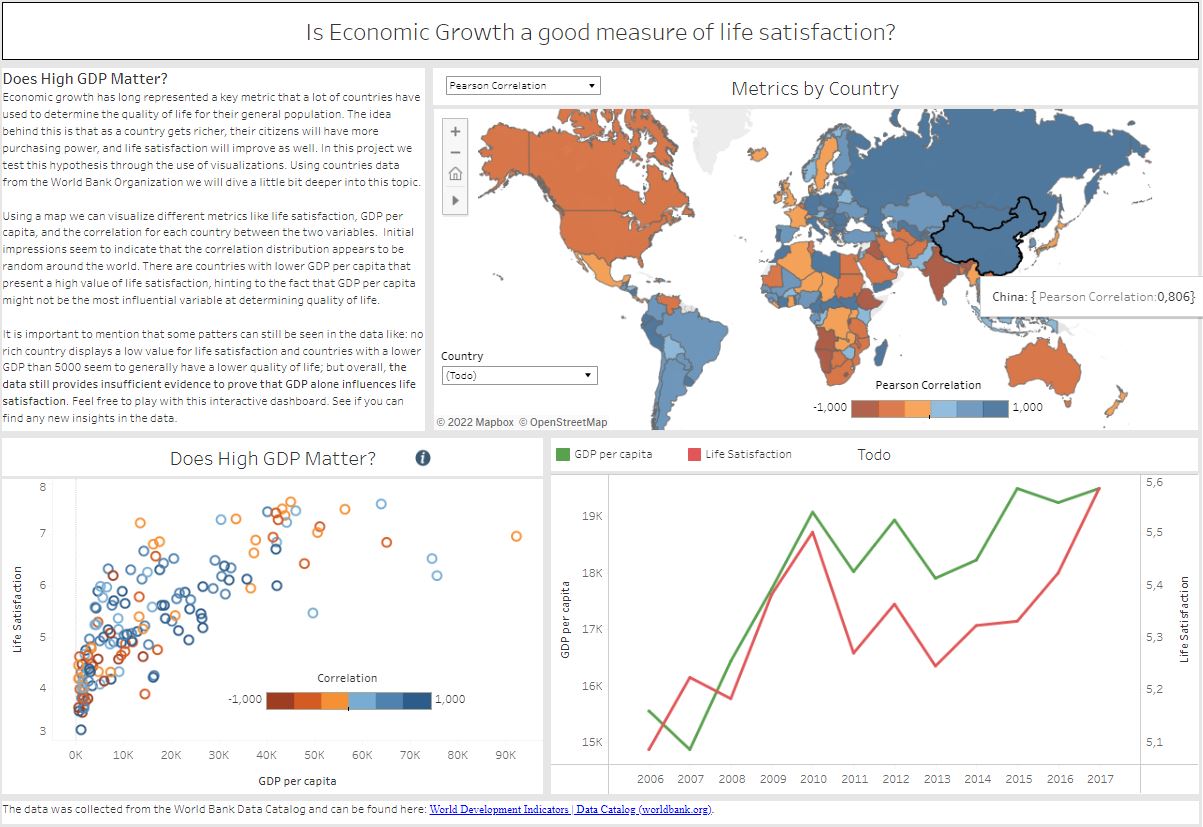 Is Economic Growth a good measure of life satisfaction?
Does High GDP Matter?
Economic growth has long represented a key metric that a lot of countries have
used to determine the quality of life for their general population. The idea
behind this is that as a country gets richer, their citizens will have more
purchasing power, and life satisfaction will improve as well. In this project we
test this hypothesis through the use of visualizations. Using countries data
from the World Bank Organization we will dive a little bit deeper into this topic.
Using a map we can visualize different metrics like life satisfaction, GDP per
capita, and the correlation for each country between the two variables.  Initial
impressions seem to indicate that the correlation distribution appears to be
random around the world. There are countries with lower GDP per capita that
present a high value of life satisfaction, hinting to the fact that GDP per capita
might not be the most influential variable at determining quality of life.
It is important to mention that some patters can still be seen in the data like: no
rich country displays a low value for life satisfaction and countries with a lower
GDP than 5000 seem to generally have a lower quality of life; but overall, the
data still provides insufficient evidence to prove that GDP alone influences life
satisfaction. Feel free to play with this interactive dashboard. See if you can
find any new insights in the data.
Pearson Correlation
Metrics by Country
China: { Pearson Correlation:0,806}
Country
(Todo)
Pearson Correlation
-1,000 1,000
© 2022 Mapbox © OpenStreetMap
Does High GDP Matter?
i
8
7
6
5
4
3
Life Satisfaction
Correlation
-1,000 1,000
0K 10K 20K 30K 40K 50K 60K 70K 80K 90K
GDP per capita
GDP per capita
Life Satisfaction
Todo
19K
18K
17K
16K
15K
GDP per capita
5,6
5,5
5,4
5,3
5,2
5,1
Life Satisfaction
2006 2007 2008 2009 2010 2011 2012 2013 2014 2015 2016 2017
The data was collected from the World Bank Data Catalog and can be found here: World Development Indicators | Data Catalog (worldbank.org).